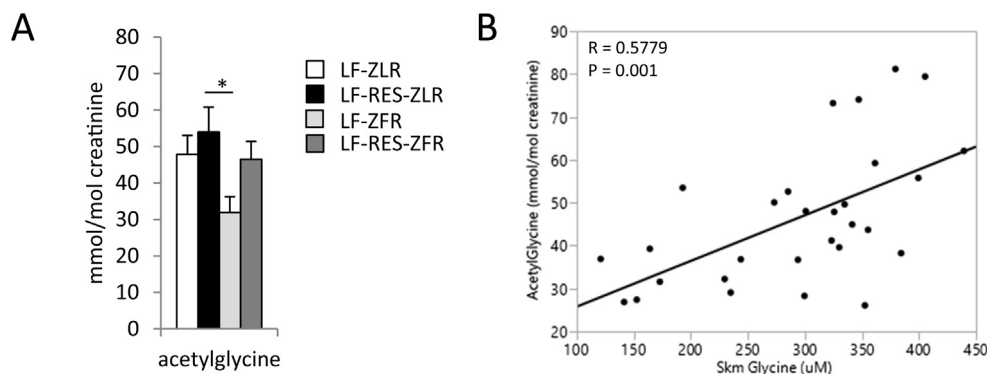 A
mmol/mol creatinine
80
70
60
50
40
30
20
10
0
*
acetylglycine
LF-ZLR
LF-RES-ZLR
LF-ZFR
LF-RES-ZFR
B
R = 0.5779
P = 0.001
AcetylGlycine (mmol/mol creatinine)
90
80
70
60
50
40
30
20
100 150 200 250 300 350 400 450
Skm Glycine (uM)